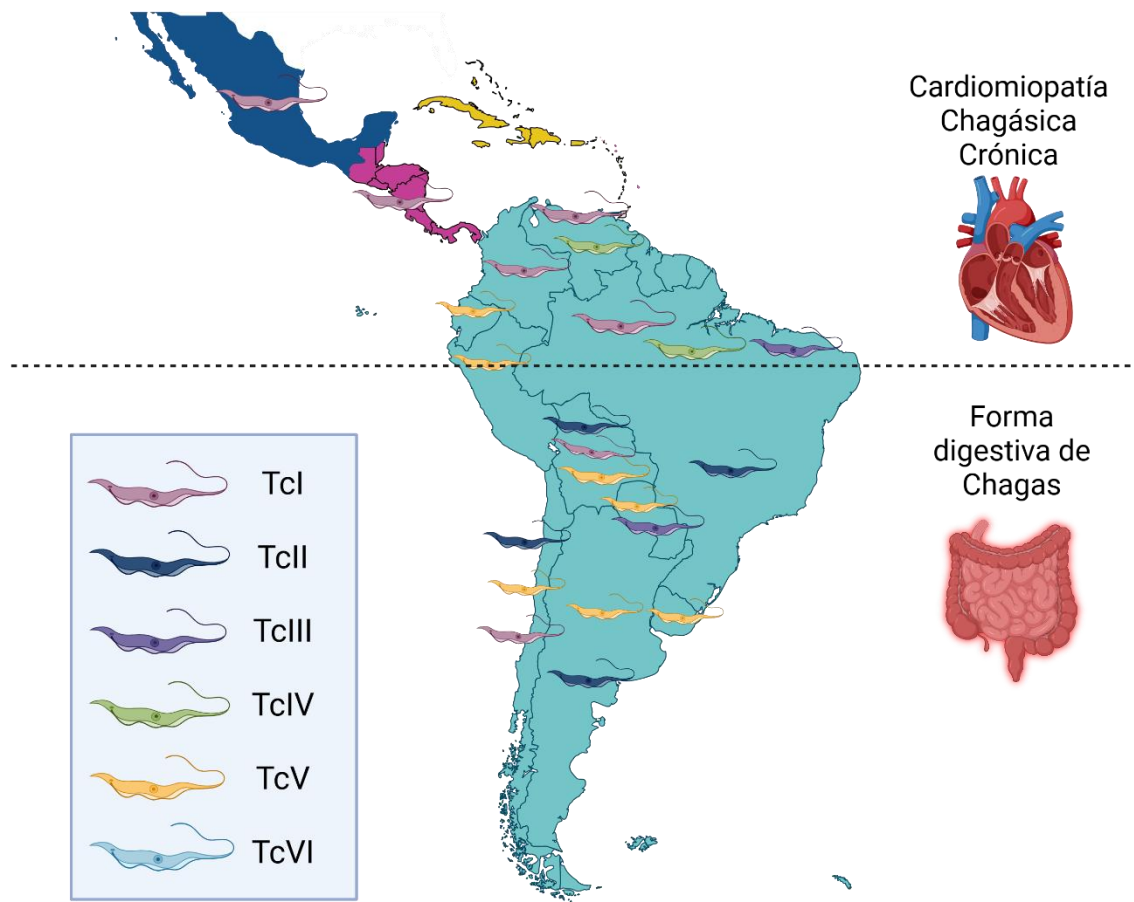 Cardiomiopatía
Chagásica
Crónica
Forma
digestiva de
Chagas
TcI
TcII
TcIII
TcIV
TcV
TcVI